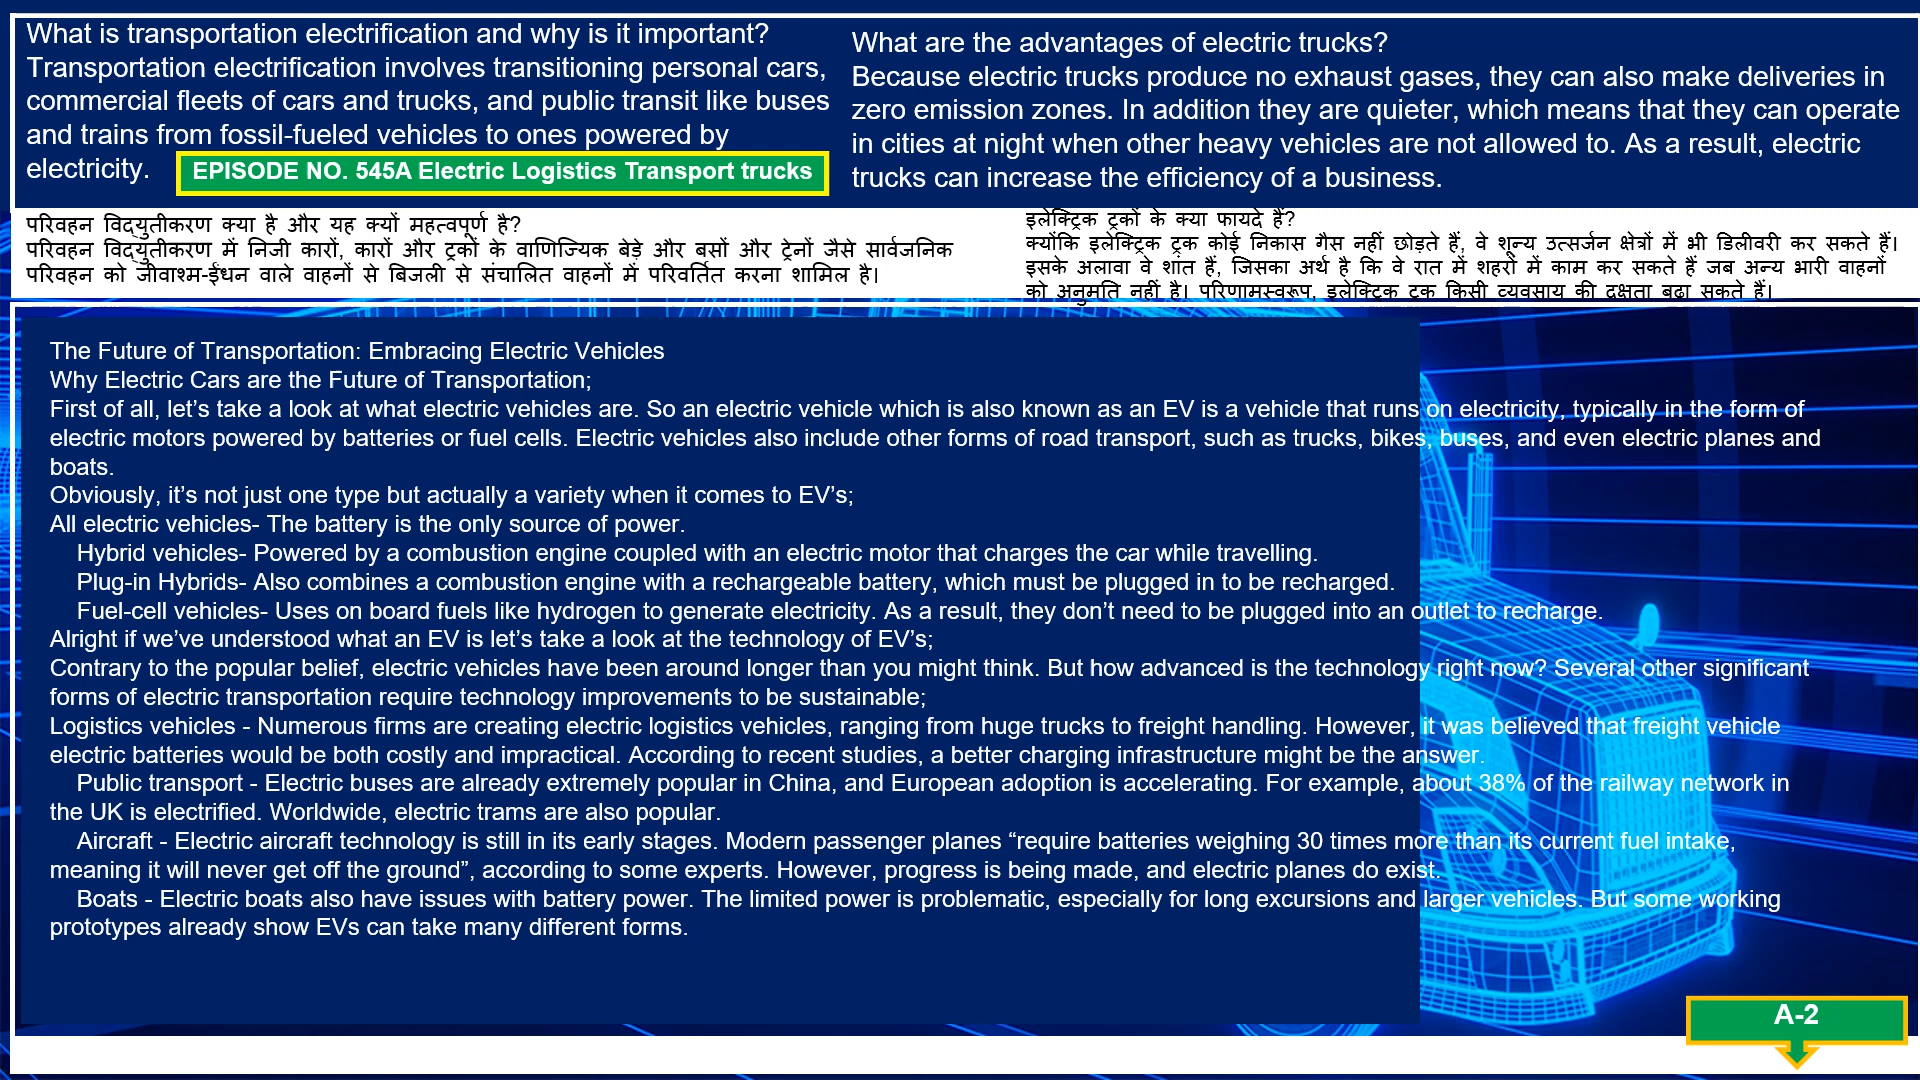 What is transportation electrification and why is it important?
Transportation electrification involves transitioning personal cars,
commercial fleets of cars and trucks, and public transit like buses
and trains from fossil-fueled vehicles to ones powered by
electricity.
EPISODE NO. 545A Electric Logistics Transport trucks
What are the advantages of electric trucks?
Because electric trucks produce no exhaust gases, they can also make deliveries in
zero emission zones. In addition they are quieter, which means that they can operate
in cities at night when other heavy vehicles are not allowed to. As a result, electric
trucks can increase the efficiency of a business.
परिवहन विद्युतीकरण क्या है और यह क्यों महत्वपूर्ण है?
परिवहन विद्युतीकरण में निजी कारों, कारों और ट्रकों के वाणिज्यिक बेड़े और बसों और ट्रेनों जैसे सार्वजनिक
परिवहन को जीवाश्म-ईंधन वाले वाहनों से बिजली से संचालित वाहनों में परिवर्तित करना शामिल है।
इलेक्ट्रिक ट्रकों के क्या फायदे हैं?
क्योंकि इलेक्ट्रिक ट्रक कोई निकास गैस नहीं छोड़ते हैं, वे शून्य उत्सर्जन क्षेत्रों में भी डिलीवरी कर सकते हैं।
इसके अलावा वे शांत हैं, जिसका अर्थ है कि वे रात में शहरों में काम कर सकते हैं जब अन्य भारी वाहनों
को अनुमति नहीं है। परिणामस्वरूप, इलेक्ट्रिक ट्रक किसी व्यवसाय की दक्षता बढ़ा सकते हैं।
The Future of Transportation: Embracing Electric Vehicles
Why Electric Cars are the Future of Transportation;
First of all, let’s take a look at what electric vehicles are. So an electric vehicle which is also known as an EV is a vehicle that runs on electricity, typically in the form of
electric motors powered by batteries or fuel cells. Electric vehicles also include other forms of road transport, such as trucks, bikes, buses, and even electric planes and
boats.
Obviously, it’s not just one type but actually a variety when it comes to EV’s;
All electric vehicles- The battery is the only source of power.
Hybrid vehicles- Powered by a combustion engine coupled with an electric motor that charges the car while travelling.
Plug-in Hybrids- Also combines a combustion engine with a rechargeable battery, which must be plugged in to be recharged.
Fuel-cell vehicles- Uses on board fuels like hydrogen to generate electricity. As a result, they don’t need to be plugged into an outlet to recharge.
Alright if we’ve understood what an EV is let’s take a look at the technology of EV’s;
Contrary to the popular belief, electric vehicles have been around longer than you might think. But how advanced is the technology right now? Several other significant
forms of electric transportation require technology improvements to be sustainable;
Logistics vehicles - Numerous firms are creating electric logistics vehicles, ranging from huge trucks to freight handling. However, it was believed that freight vehicle
electric batteries would be both costly and impractical. According to recent studies, a better charging infrastructure might be the answer.
Public transport - Electric buses are already extremely popular in China, and European adoption is accelerating. For example, about 38% of the railway network in
the UK is electrified. Worldwide, electric trams are also popular.
Aircraft - Electric aircraft technology is still in its early stages. Modern passenger planes “require batteries weighing 30 times more than its current fuel intake,
meaning it will never get off the ground”, according to some experts. However, progress is being made, and electric planes do exist.
Boats - Electric boats also have issues with battery power. The limited power is problematic, especially for long excursions and larger vehicles. But some working
prototypes already show EVs can take many different forms.
A-2